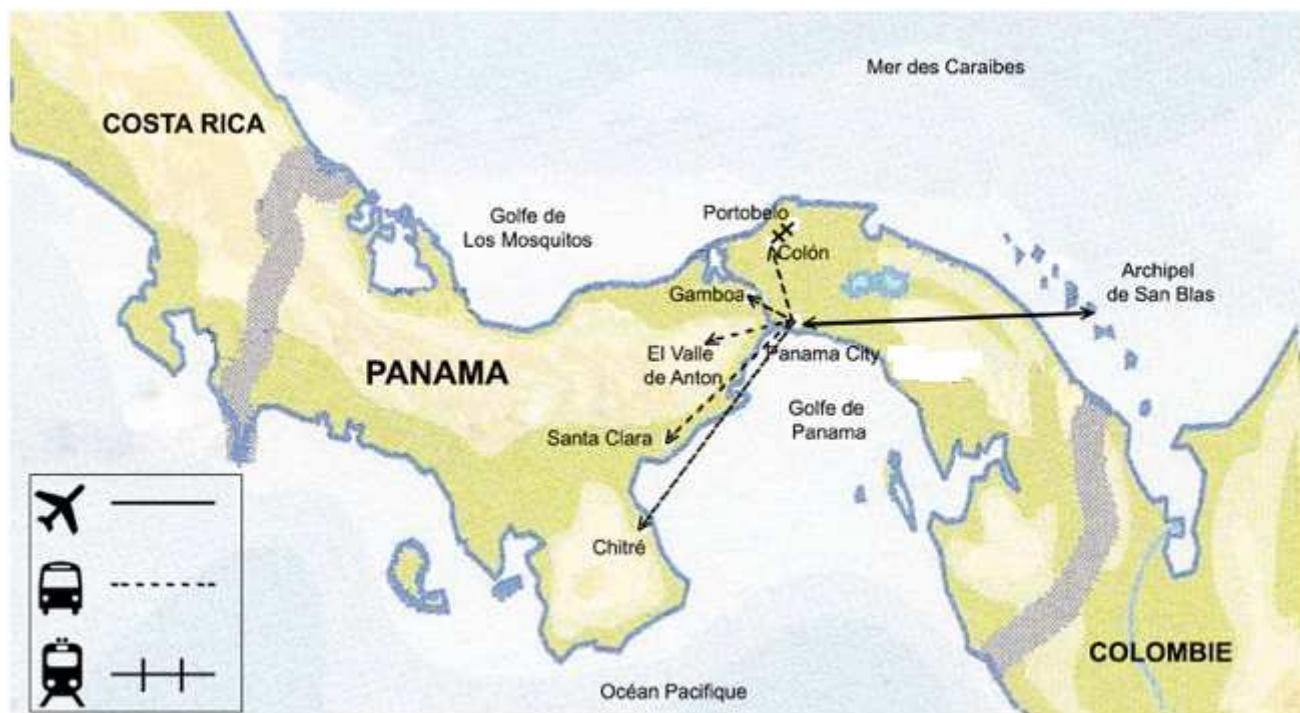 Mer des Caraibes
COSTA RICA
Portobelo
Golfe de
Los Mosquitos
Colón
Archipel
de San Blas
Gamboa
El Valle
de Anton
Panama City
PANAMA
Golfe de
Panama
Santa Clara
Chitré
COLOMBIE
Océan Pacifique